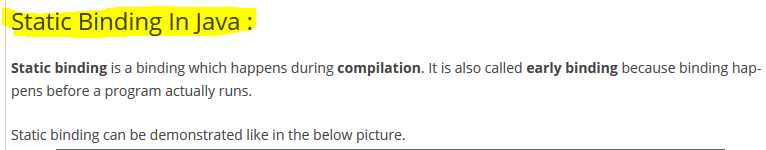 Static Binding In Java :
Static binding is a binding which happens during compilation. It is also called early binding because binding hap-
pens before a program actually runs.
Static binding can be demonstrated like in the below picture.